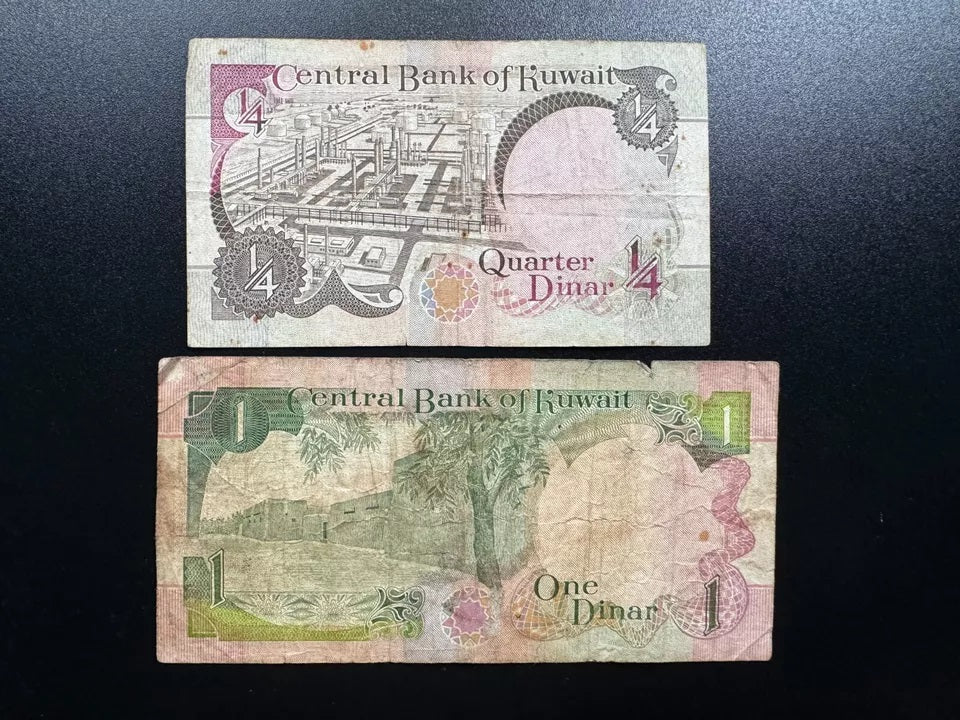 Central Bank of Kuwait
1/4
1/4
1/4
Quarter
Dinar
1/4
Central Bank of Kuwait
1
1
1
One
Dinar
1